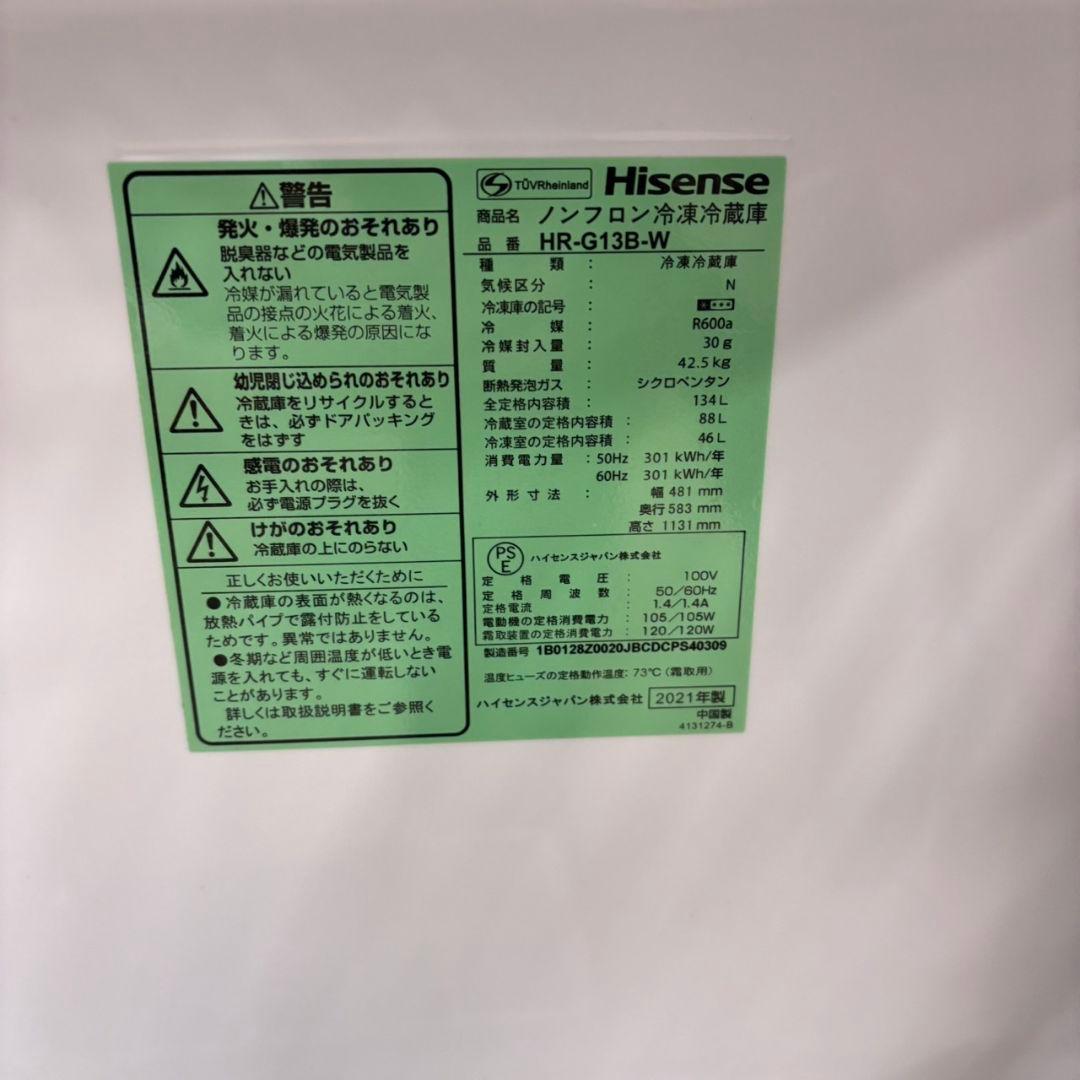 ⚠警告
発火・爆発のおそれあり
脱臭器などの電気製品を
入れない
冷媒が漏れていると電気製
品の接点の火花による着火、
着火による爆発の原因にな
ります。
幼児閉じ込められのおそれあり
冷蔵庫をリサイクルすると
きは、必ずドアパッキング
をはずす
感電のおそれあり
お手入れの際は、
必ず電源プラグを抜く
けがのおそれあり
冷蔵庫の上にのらない
正しくお使いいただくために
●冷蔵庫の表面が熱くなるのは、
放熱パイプで露付防止をしている
ためです。異常ではありません。
●冬期など周囲温度が低いとき電
源を入れても、すぐに運転しない
ことがあります。
詳しくは取扱説明書をご参照く
ださい。
TÜVRheinland Hisense
商品名 ノンフロン冷凍冷蔵庫
品番 HR-G13B-W
種類 : 冷凍冷蔵庫
気候区分 : N
冷凍庫の記号 : ****
冷媒 : R600a
冷媒封入量 : 30g
質量 : 42.5kg
断熱発泡ガス : シクロペンタン
全定格内容積 : 134L
冷蔵室の定格内容積 : 88L
冷凍室の定格内容積 : 46L
消費電力量 : 50Hz 301 kWh/年
60Hz 301 kWh/年
外形寸法 : 幅 481 mm
奥行 583 mm
高さ 1131 mm
PSE ハイセンスジャパン株式会社
定格電圧 : 100V
定格周波数 : 50/60Hz
定格電流 : 1.4/1.4A
電動機の定格消費電力 : 105/105W
霜取装置の定格消費電力 : 120/120W
製造番号 1B0128Z0020JBCDCPS40309
温度ヒューズの定格動作温度: 73℃(霜取用)
ハイセンスジャパン株式会社 2021年製
中国製
4131274-B